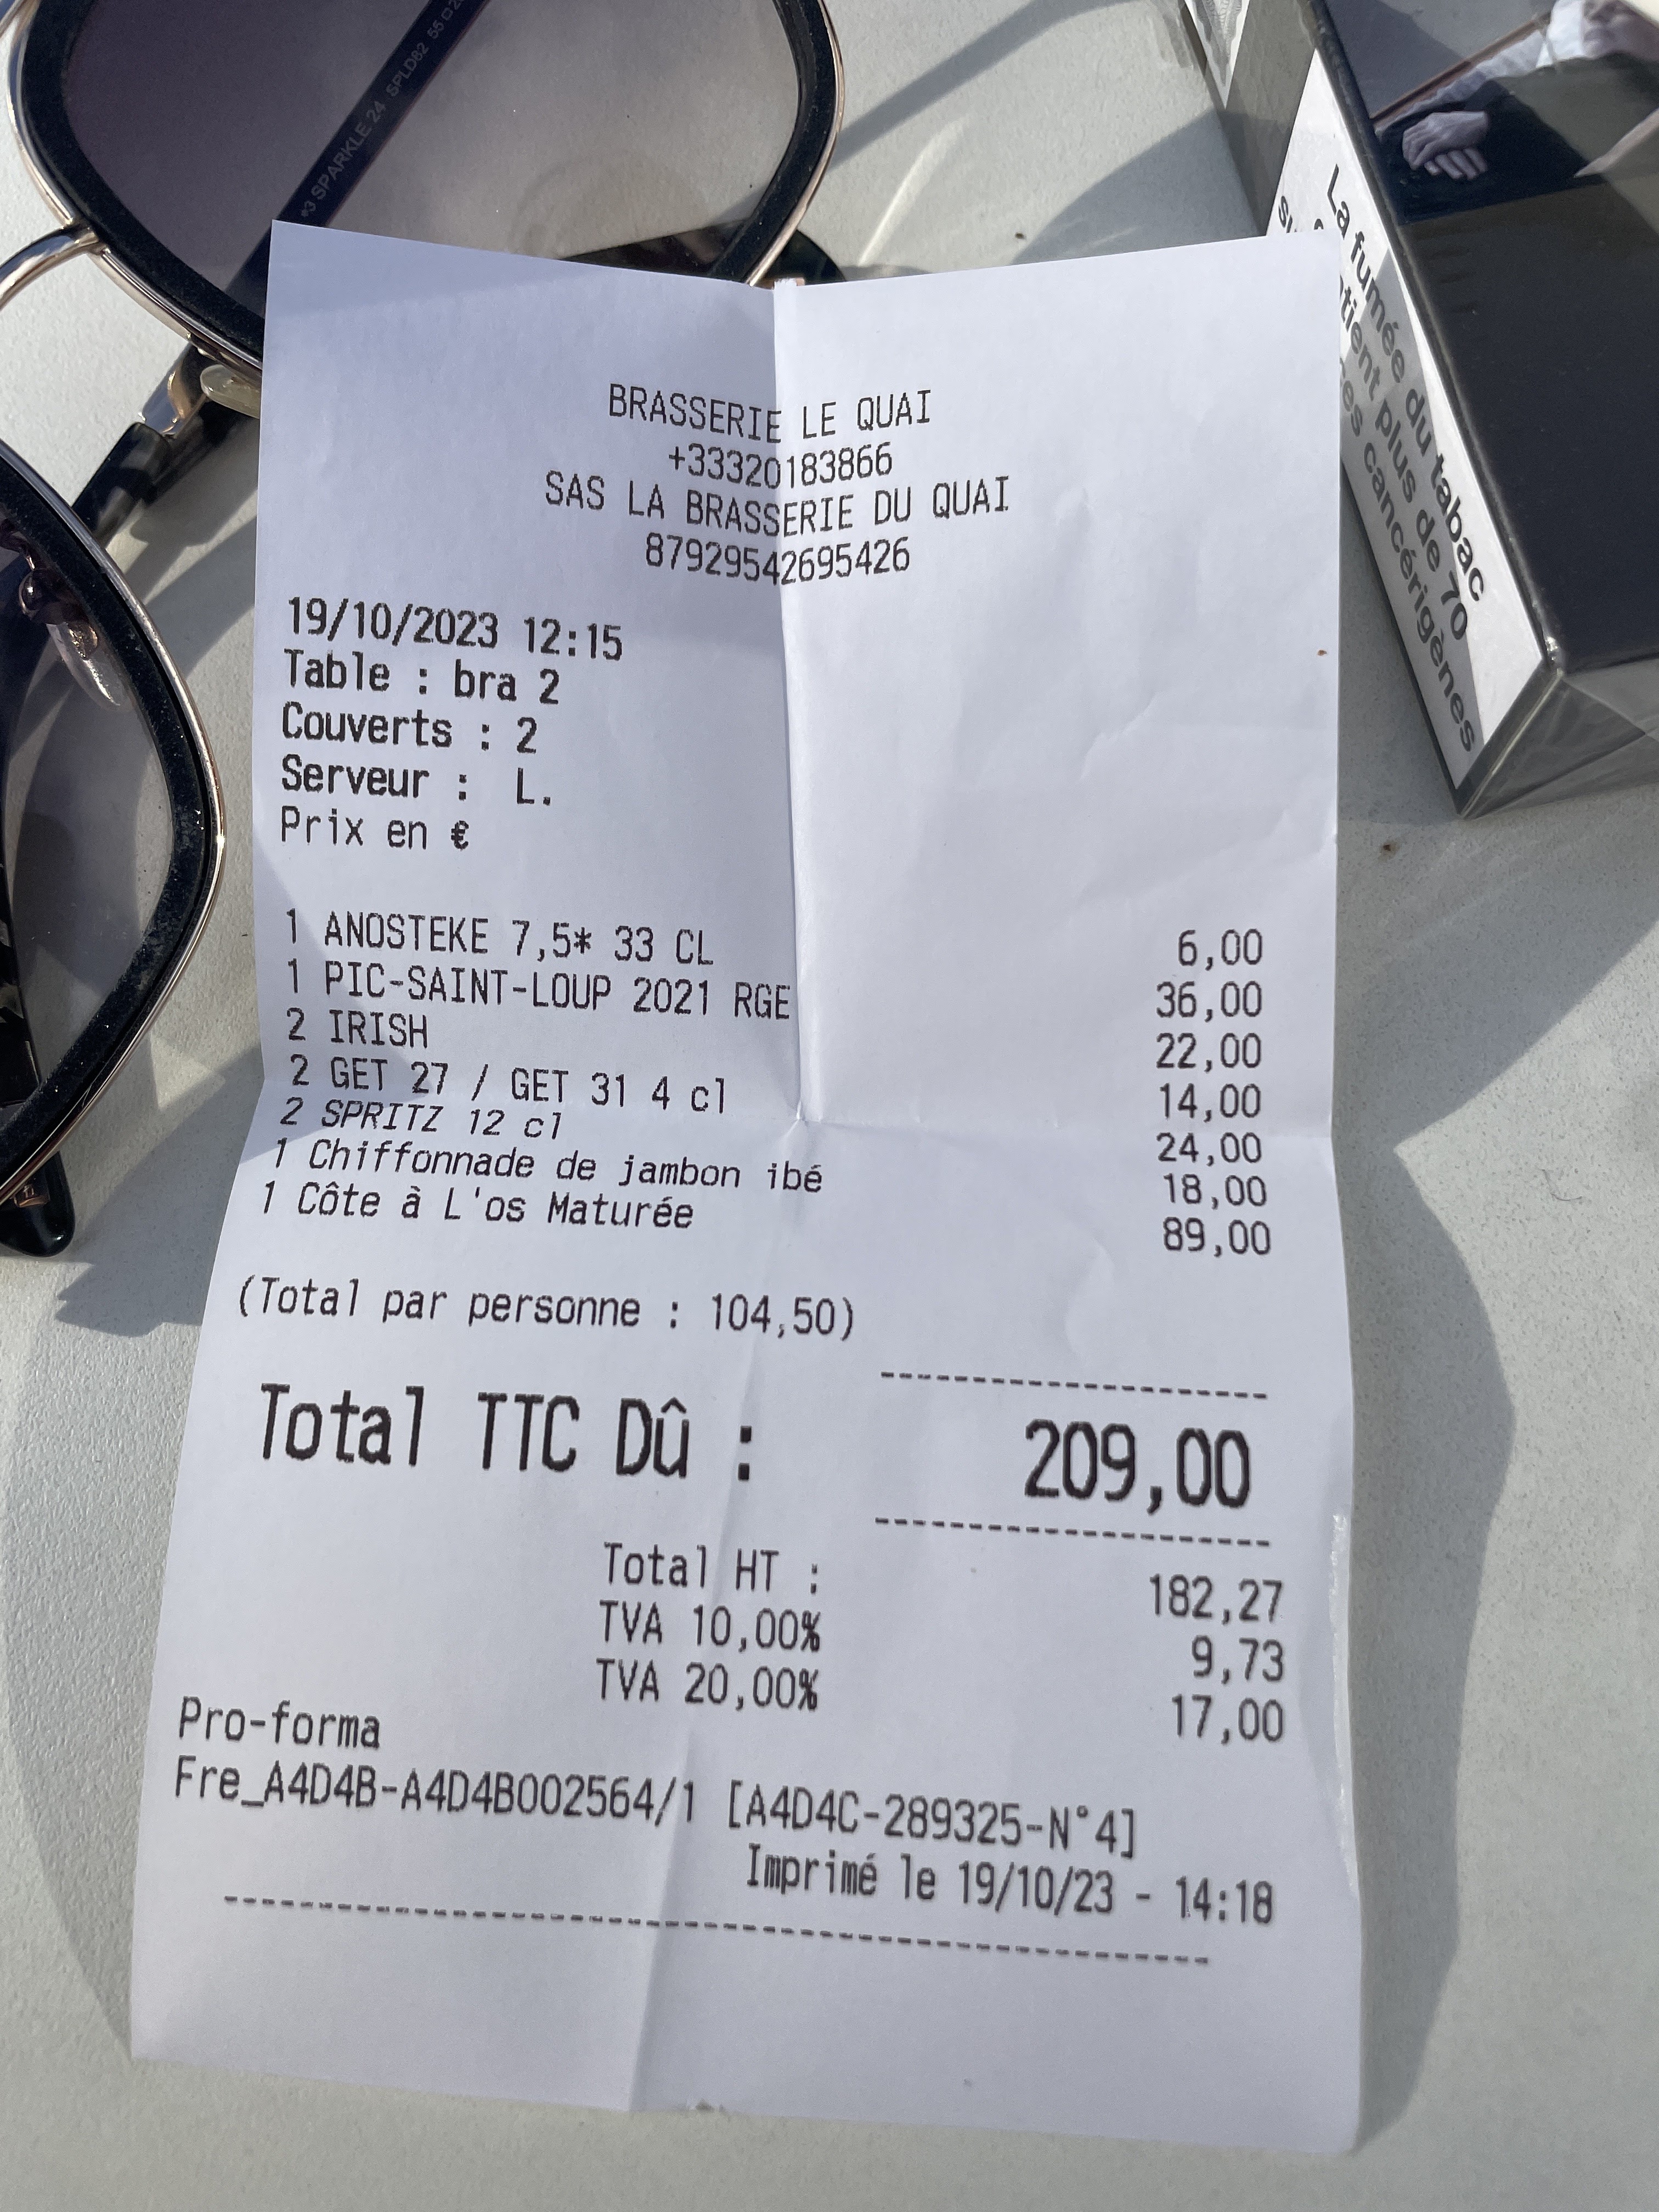 *3 SPARKLE 24 SPLD62 55
La fumée du tabac
plus de 70
cancérigènes
BRASSERIE LE QUAI
+33320183866
SAS LA BRASSERIE DU QUAI
87929542695426
19/10/2023 12:15
Table : bra 2
Couverts : 2
Serveur : L.
Prix en €
1 ANOSTEKE 7,5* 33 CL 6,00
1 PIC-SAINT-LOUP 2021 RGE 36,00
2 IRISH 22,00
2 GET 27 / GET 31 4 cl 14,00
2 SPRITZ 12 cl 24,00
1 Chiffonnade de jambon ibé 18,00
1 Côte à L'os Maturée 89,00
(Total par personne : 104,50)
--------------------
Total TTC Dû : 209,00
--------------------
Total HT : 182,27
TVA 10,00% 9,73
TVA 20,00% 17,00
Pro-forma
Fre_A4D4B-A4D4B002564/1 [A4D4C-289325-N°4]
Imprimé le 19/10/23 - 14:18